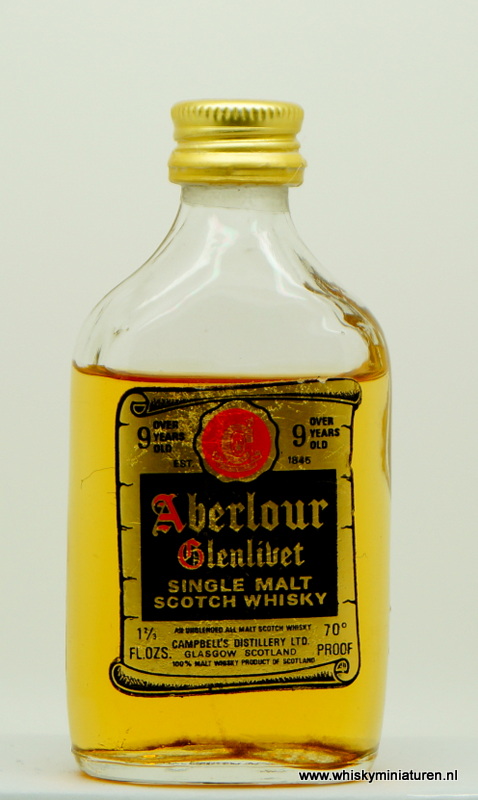 9 OVER YEARS OLD
9 OVER YEARS OLD
EST. 1845
Aberlour
Glenlivet
SINGLE MALT
SCOTCH WHISKY
AN UNBLENDED ALL MALT SCOTCH WHISKY
1⅔ FL.OZS.
70° PROOF
CAMPBELL'S DISTILLERY LTD.
GLASGOW SCOTLAND
100% MALT WHISKY PRODUCT OF SCOTLAND
www.whiskyminiaturen.nl